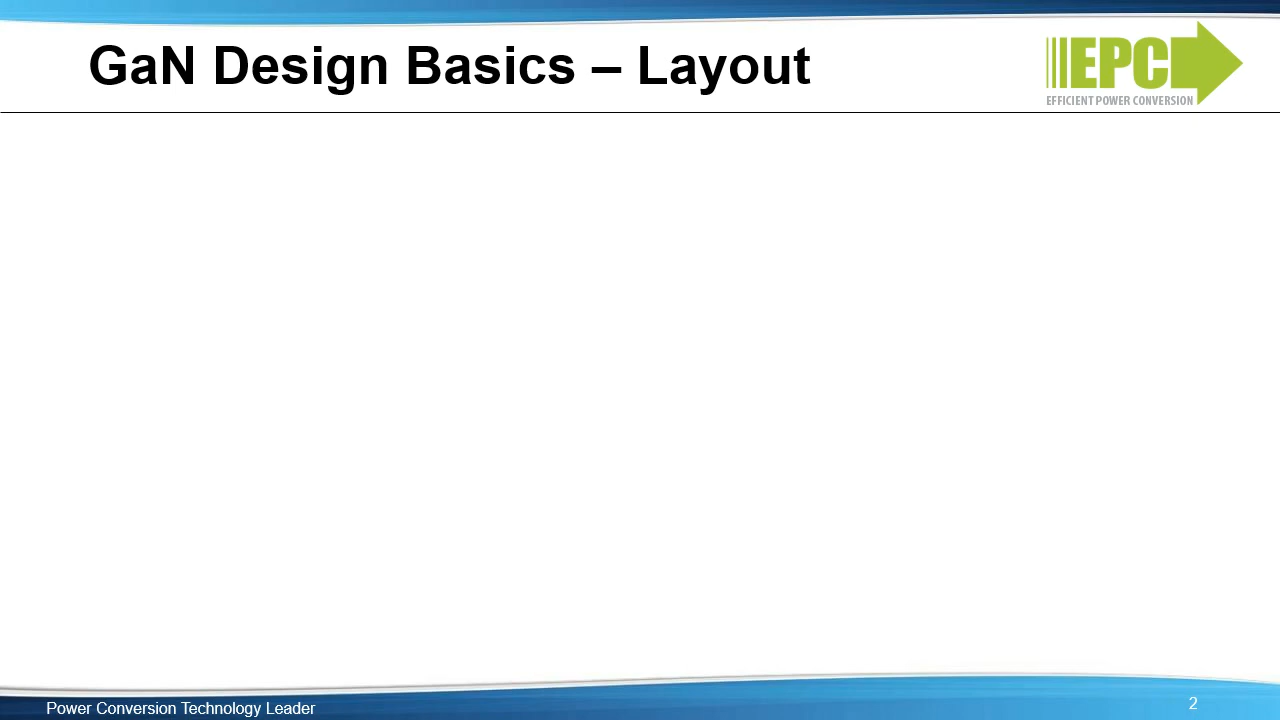 GaN Design Basics – Layout
EPC
EFFICIENT POWER CONVERSION
Power Conversion Technology Leader
2